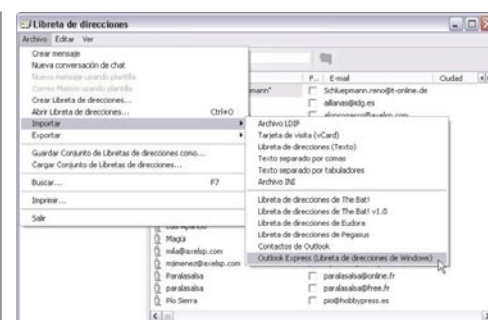 Libreta de direcciones
Archivo Editar Ver
Crear mensaje
Nueva conversación de chat
Nuevo mensaje usando plantilla
Correo Masivo usando plantilla
Crear Libreta de direcciones...
Abrir Libreta de direcciones... Ctrl+O
Importar
Exportar
Guardar Conjunto de Libretas de direcciones como...
Cargar Conjunto de Libretas de direcciones...
Buscar... F7
Imprimir...
Salir
F.. E-mail Ciudad
mann"
Schluepmann.reno@t-online.de
ailanas@idg.es
Archivo LDIF
Tarjeta de visita (vCard)
Libreta de direcciones (Texto)
Texto separado por comas
Texto separado por tabuladores
Archivo INI
Libreta de direcciones de The Bat!
Libreta de direcciones de The Bat! v1.0
Libreta de direcciones de Eudora
Libreta de direcciones de Pegasus
Contactos de Outlook
Outlook Express (Libreta de direcciones de Windows)
Luis Aparicio
Magüi
mila@axelsp.com
mjimenez@axelsp.com
Paralasalsa paralasalsa@online.fr
paralasalsa paralasalsa@free.fr
Pío Sierra pio@hobbypress.es